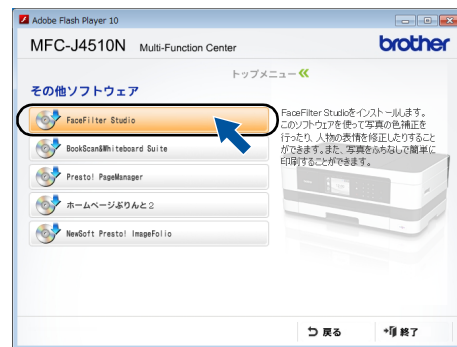 Adobe Flash Player 10
MFC-J4510N Multi-Function Center
brother
トップメニュー
その他ソフトウェア
FaceFilter Studio
BookScan&Whiteboard Suite
Presto! PageManager
ホームページぷりんと2
NewSoft Presto! ImageFolio
FaceFilter Studioをインストールします。
このソフトウェアを使って写真の色補正を
行ったり、人物の表情を修正したりすること
ができます。また、写真をふちなしで簡単に
印刷することができます。
戻る
終了